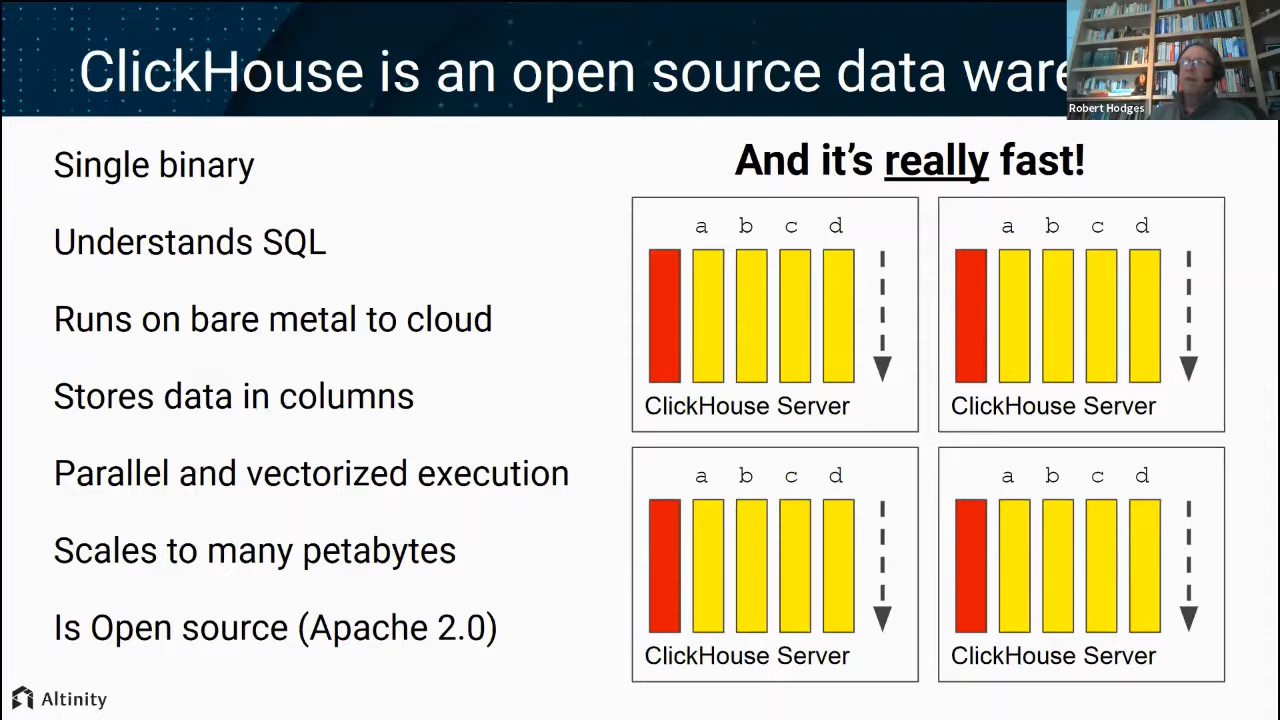 ClickHouse is an open source data ware
Robert Hodges
Single binary
Understands SQL
Runs on bare metal to cloud
Stores data in columns
Parallel and vectorized execution
Scales to many petabytes
Is Open source (Apache 2.0)
And it's really fast!
a b c d
ClickHouse Server
a b c d
ClickHouse Server
a b c d
ClickHouse Server
a b c d
ClickHouse Server
Altinity